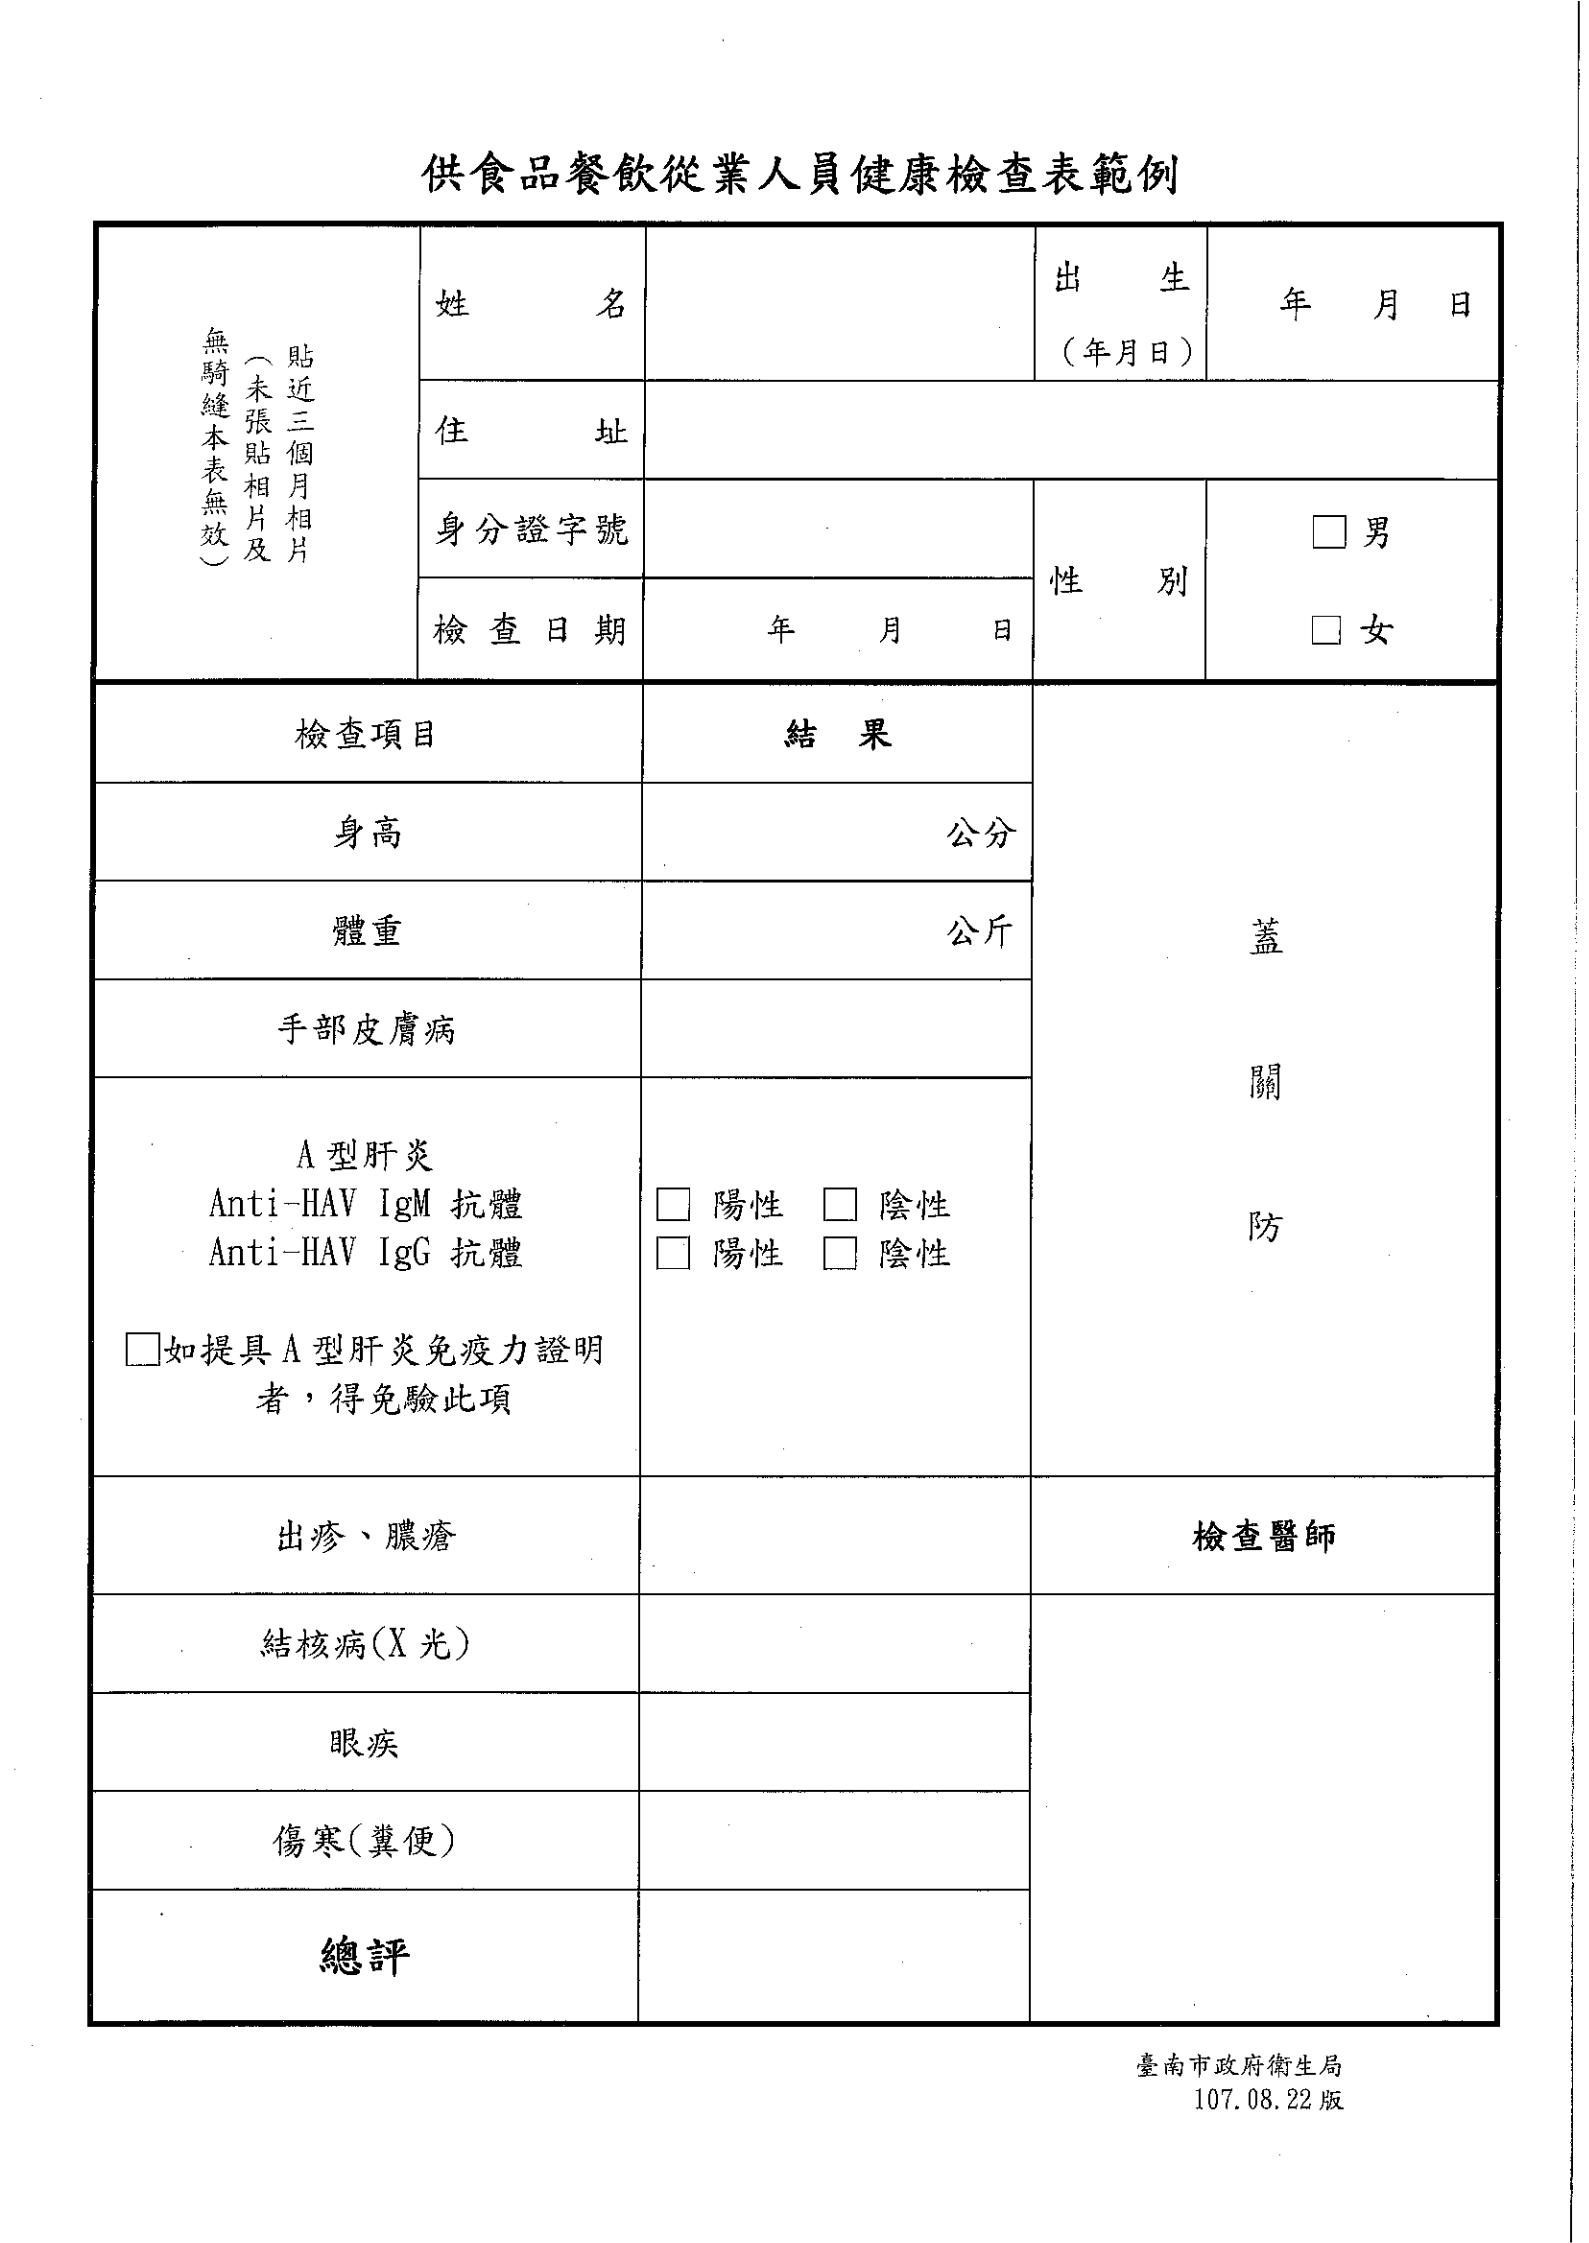 供食品餐飲從業人員健康檢查表範例
貼近三個月相片
（未張貼相片及
無騎縫本表無效）
姓名
出生
（年月日）
年 月 日
住址
身分證字號
性別
□ 男
□ 女
檢查日期
年 月 日
檢查項目
結 果
身高
公分
體重
公斤
手部皮膚病
蓋
關
防
A 型肝炎
Anti-HAV IgM 抗體
□ 陽性 □ 陰性
Anti-HAV IgG 抗體
□ 陽性 □ 陰性
□如提具 A 型肝炎免疫力證明
者，得免驗此項
出疹、膿瘡
檢查醫師
結核病(X 光)
眼疾
傷寒(糞便)
總評
臺南市政府衛生局
107.08.22 版